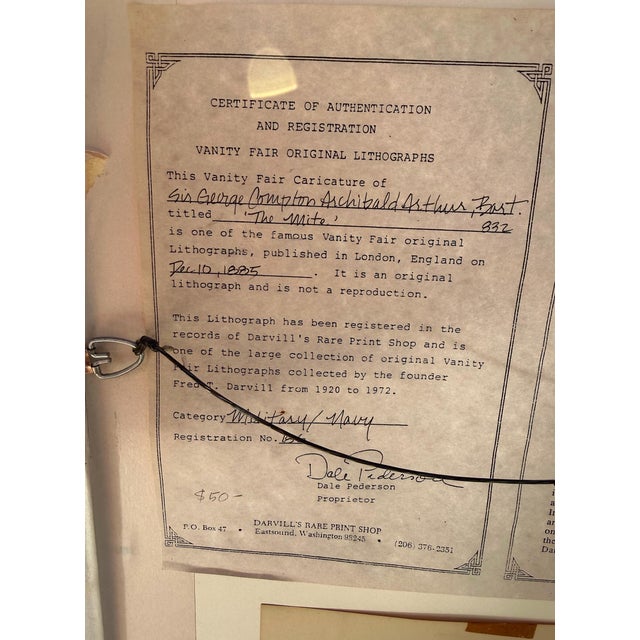 CERTIFICATE OF AUTHENTICATION
AND REGISTRATION
VANITY FAIR ORIGINAL LITHOGRAPHS
This Vanity Fair Caricature of
Sir George Compton Archibald Arthur, Bart.
titled 'The Mite' 332
is one of the famous Vanity Fair original
Lithographs, published in London, England on
Dec. 10, 1885. It is an original
lithograph and is not a reproduction.
This Lithograph has been registered in the
records of Darvill's Rare Print Shop and is
one of the large collection of original Vanity
Fair Lithographs collected by the founder
Fred T. Darvill from 1920 to 1972.
Category Military/Navy
Registration No.
Dale Pederson
Dale Pederson
Proprietor
$50-
P.O. Box 47 • DARVILL'S RARE PRINT SHOP
Eastsound, Washington 98245 • (206) 376-2351